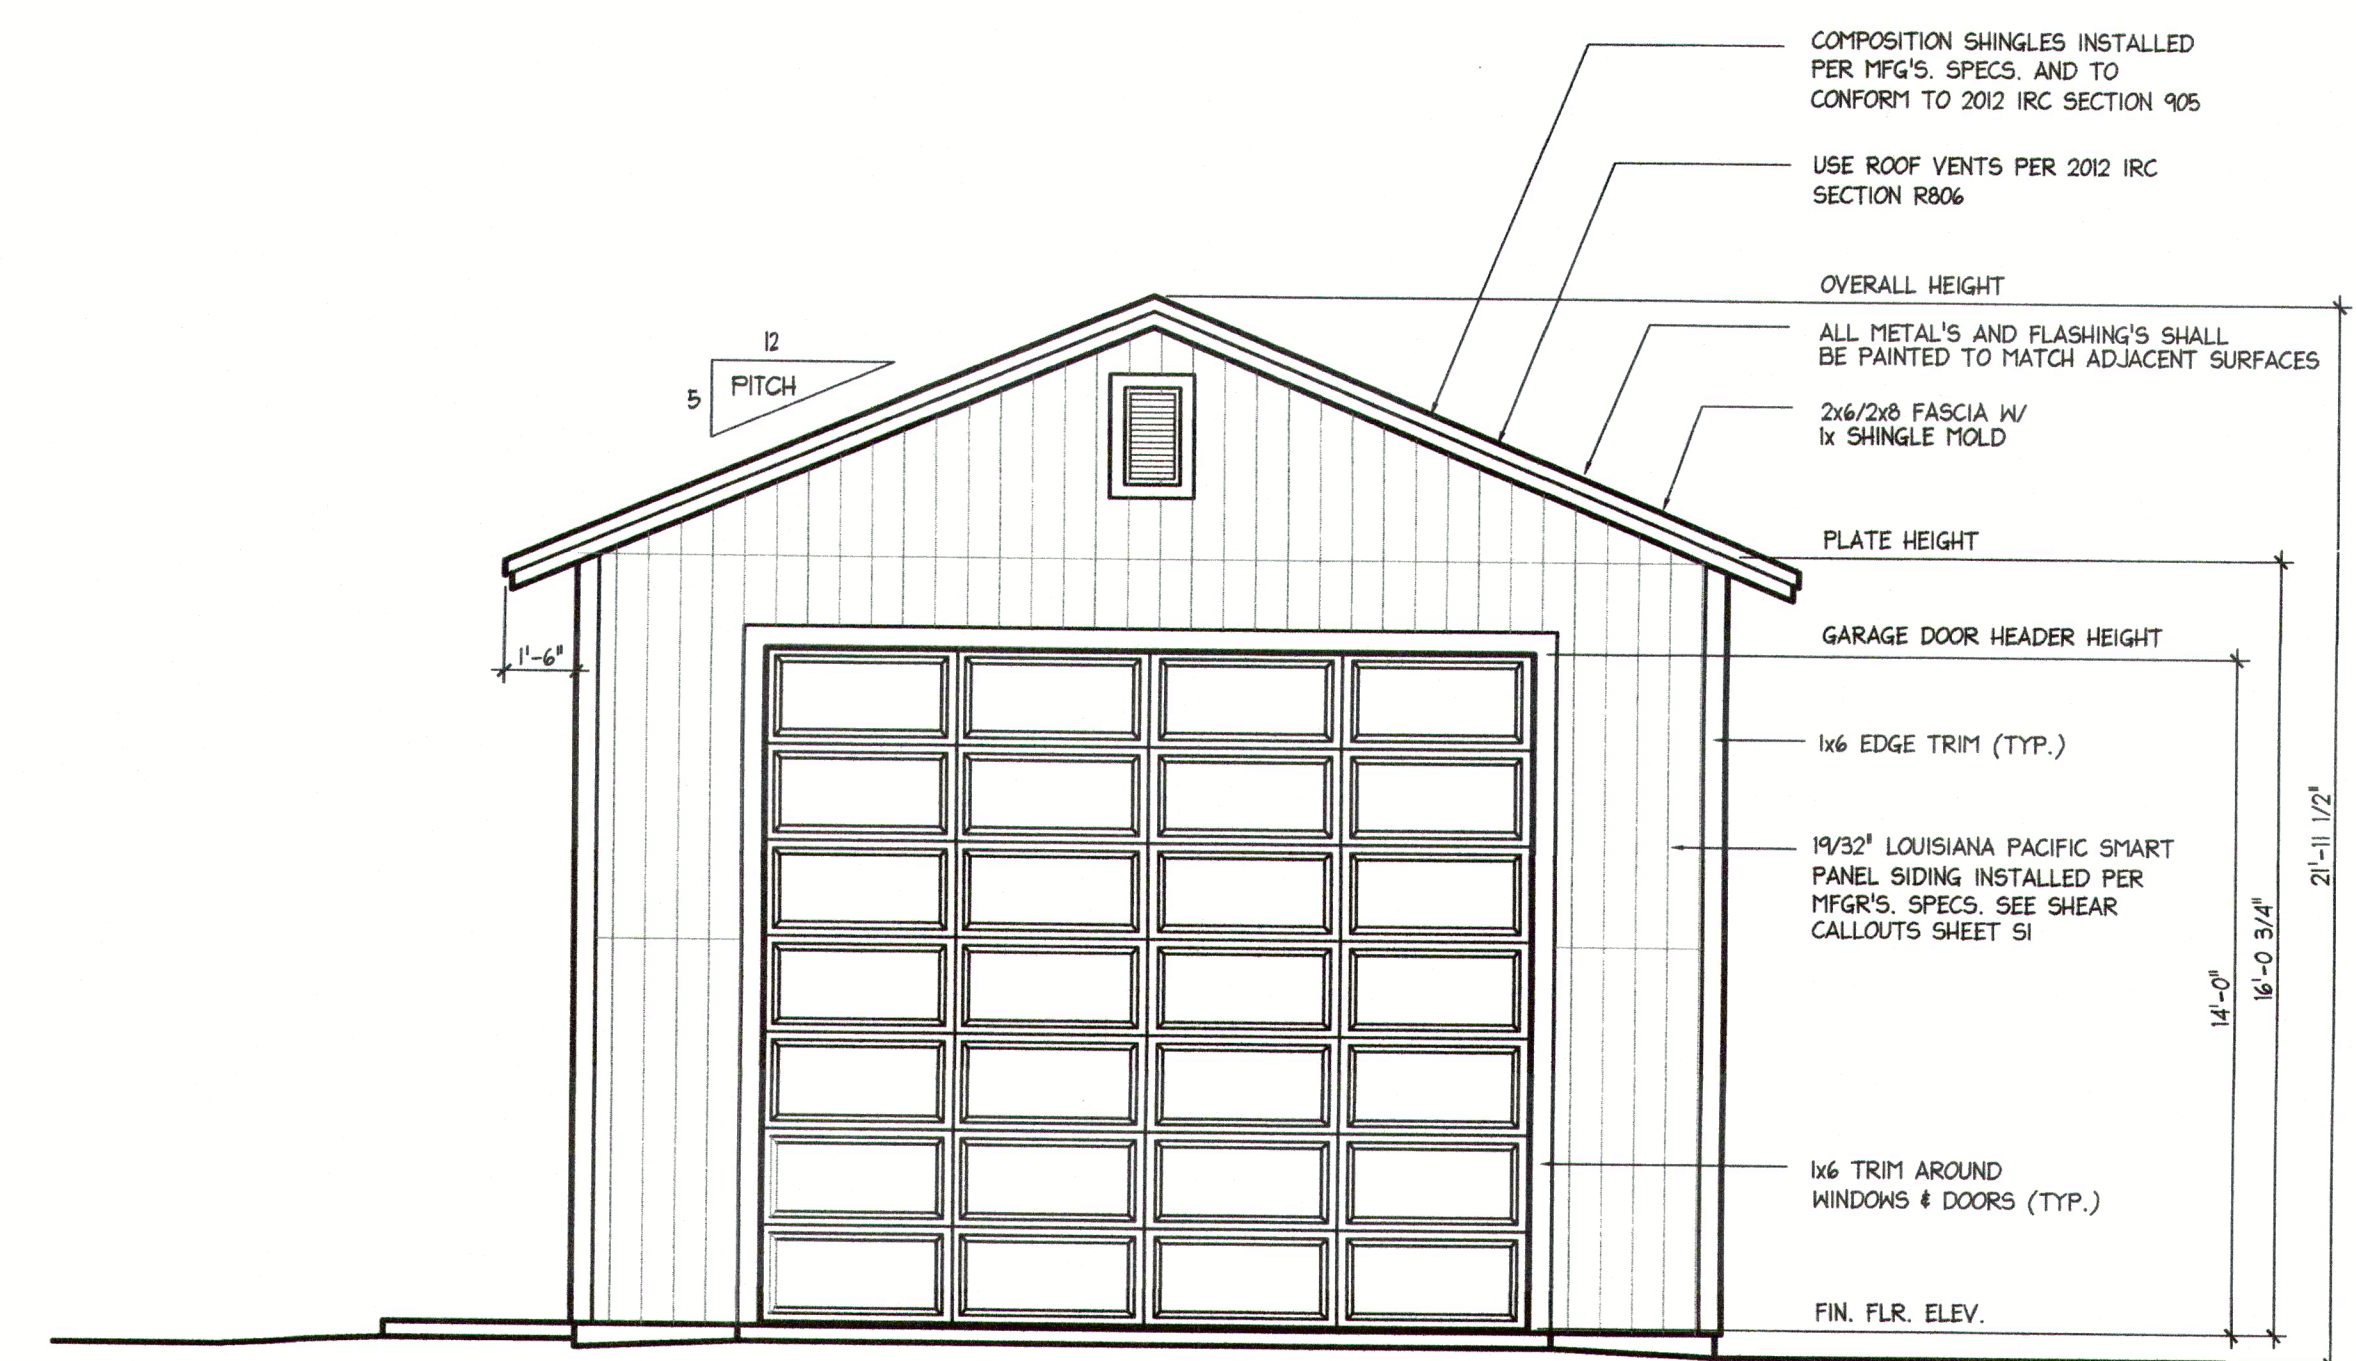 COMPOSITION SHINGLES INSTALLED
PER MFG'S. SPECS. AND TO
CONFORM TO 2012 IRC SECTION 905
USE ROOF VENTS PER 2012 IRC
SECTION R806
OVERALL HEIGHT
ALL METAL'S AND FLASHING'S SHALL
BE PAINTED TO MATCH ADJACENT SURFACES
12
5
PITCH
2x6/2x8 FASCIA W/
1x SHINGLE MOLD
PLATE HEIGHT
GARAGE DOOR HEADER HEIGHT
1'-6"
1x6 EDGE TRIM (TYP.)
19/32" LOUISIANA PACIFIC SMART
PANEL SIDING INSTALLED PER
MFGR'S. SPECS. SEE SHEAR
CALLOUTS SHEET S1
14'-0"
16'-0 3/4"
21'-11 1/2"
1x6 TRIM AROUND
WINDOWS & DOORS (TYP.)
FIN. FLR. ELEV.